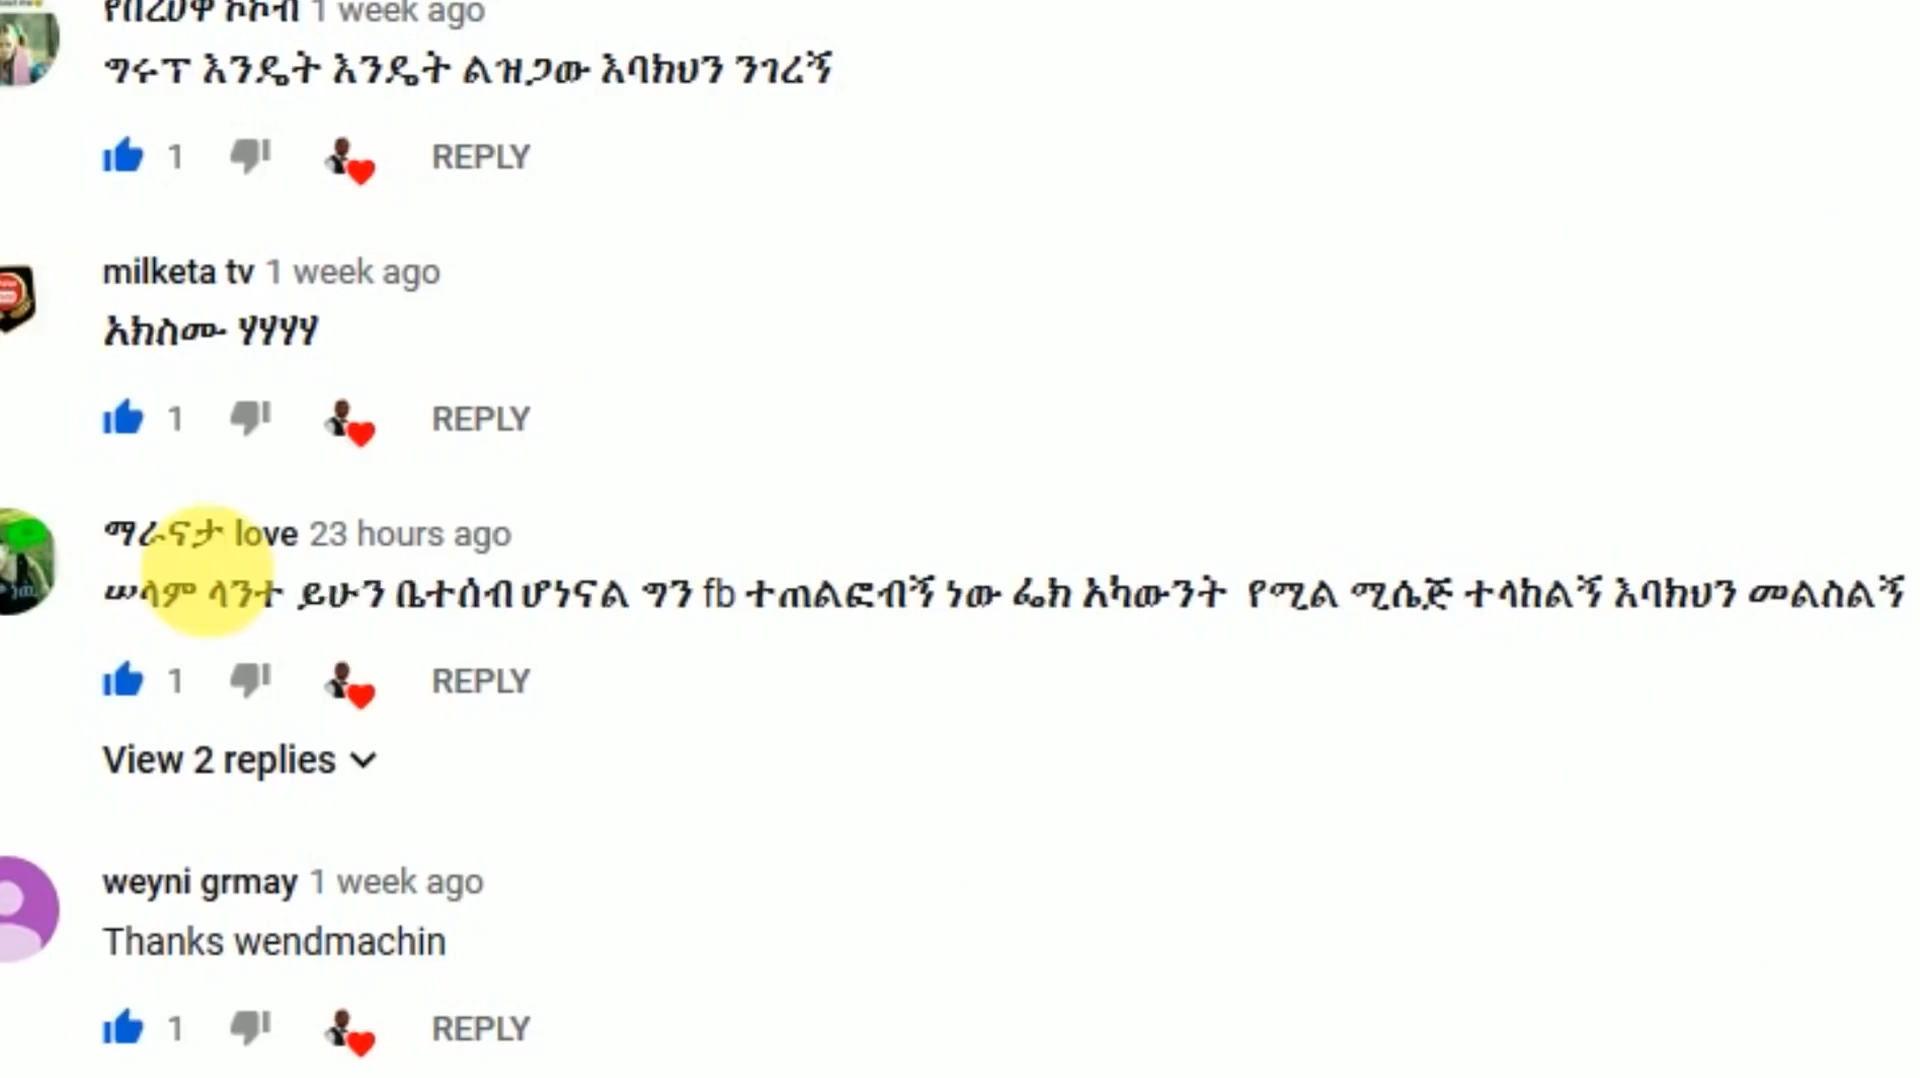 1 week ago
ግሩፕ እንዴት እንዴት ልዝጋው እባክህን ንገረኝ
1 REPLY
milketa tv 1 week ago
አክስሙ ሃሃሃሃ
1 REPLY
ማራናታ love 23 hours ago
ሠላም ላንተ ይሁን ቤተሰብ ሆነናል ግን fb ተጠልፎብኝ ነው ፌክ አካውንት የሚል ሚሴጅ ተላከልኝ እባክህን መልስልኝ
1 REPLY
View 2 replies
weyni grmay 1 week ago
Thanks wendmachin
1 REPLY